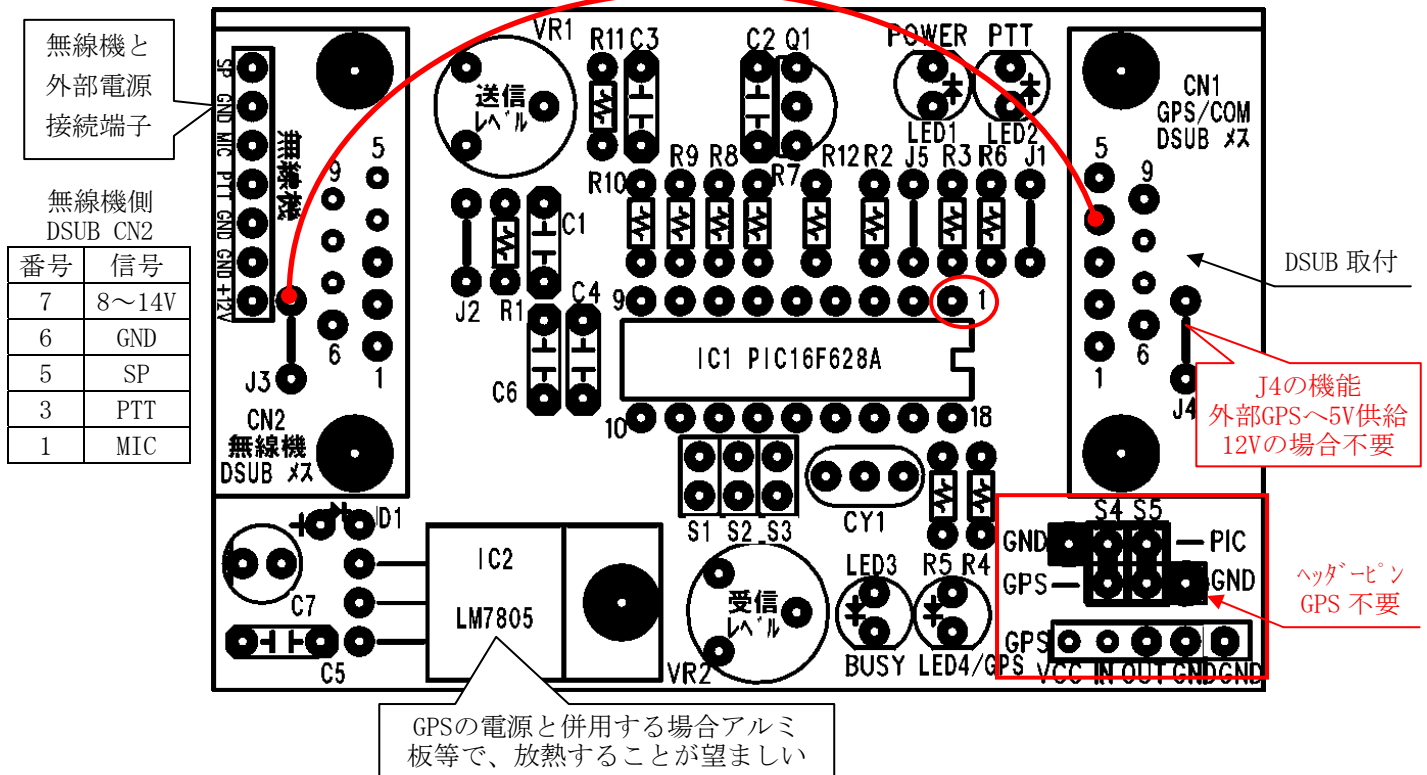 無線機と
外部電源
接続端子
無線機側
DSUB CN2
番号 信号
7 8～14V
6 GND
5 SP
3 PTT
1 MIC
SP GND MIC PTT GND GND +12V
無線機
5
9
6
1
J3
CN2
無線機
DSUB メス
VR1
送信
レベル
R11 C3
C2 Q1
POWER PTT
LED1 LED2
CN1
GPS/COM
DSUB メス
5
9
6
1
J4
R10 R9 R8 R7 R12 R2 J5 R3 R6 J1
J2 R1 C1
C4
C6
9 1
IC1 PIC16F628A
10 18
S1 S2 S3
CY1
R5 R4
DSUB 取付
J4の機能
外部GPSへ5V供給
12Vの場合不要
D1
C7
C5
IC2
LM7805
受信
レベル
VR2
LED3
BUSY
LED4/GPS
S4 S5
GND PIC
GPS GND
GPS
VCC IN OUT GND GND
ヘッダーピン
GPS 不要
GPSの電源と併用する場合アルミ
板等で、放熱することが望ましい